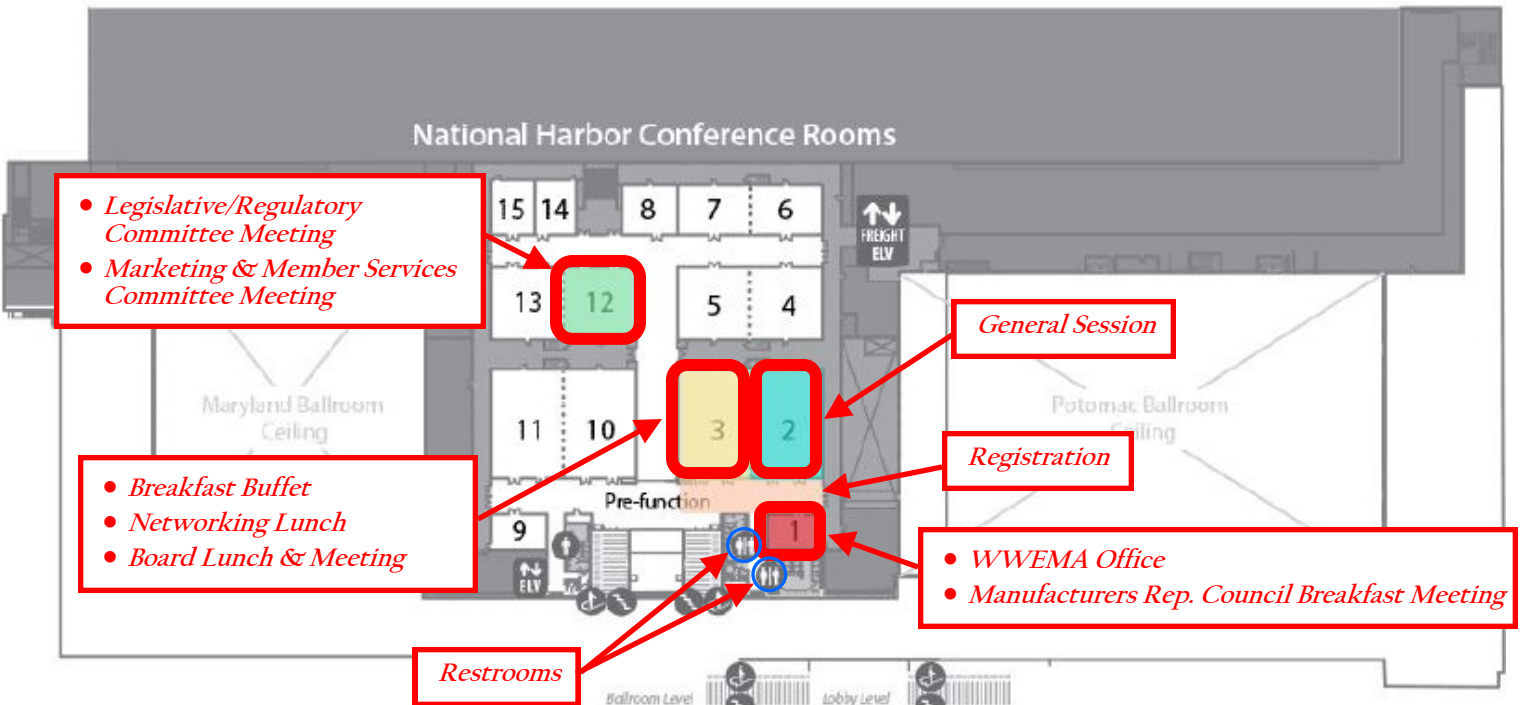 National Harbor Conference Rooms
• Legislative/Regulatory
Committee Meeting
• Marketing & Member Services
Committee Meeting
15 14 8 7 6
FREIGHT
ELV
13 12 5 4
General Session
Maryland Ballroom
Ceiling
11 10 3 2
Potomac Ballroom
Ceiling
Registration
• Breakfast Buffet
• Networking Lunch
• Board Lunch & Meeting
Pre-function
9 1
ELV
• WWEMA Office
• Manufacturers Rep. Council Breakfast Meeting
Restrooms
Ballroom Level
Lobby Level